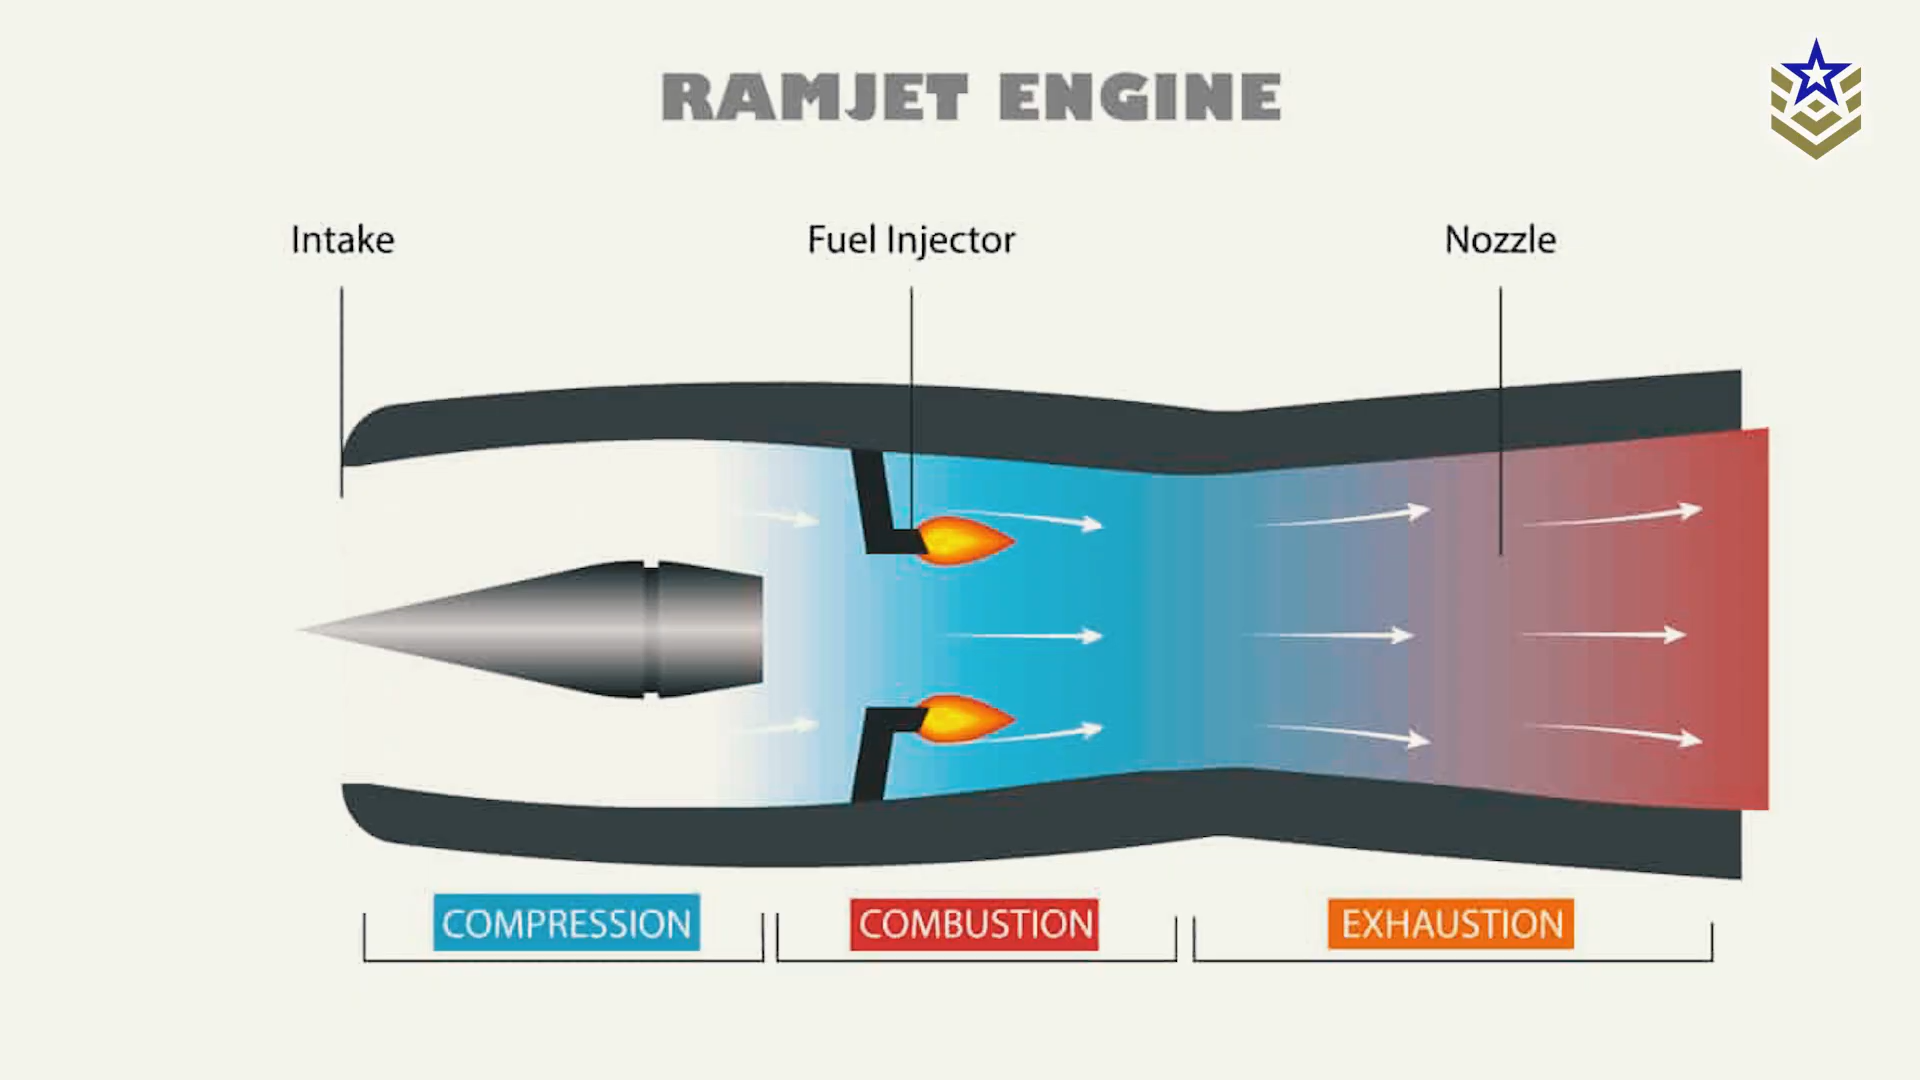 RAMJET ENGINE
Intake
Fuel Injector
Nozzle
COMPRESSION
COMBUSTION
EXHAUSTION